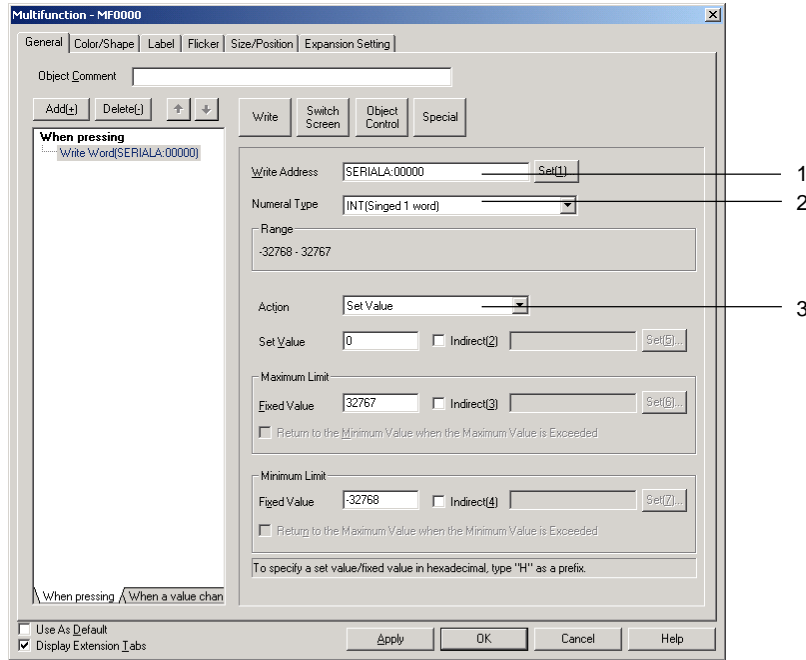 Multifunction - MF0000
General Color/Shape Label Flicker Size/Position Expansion Setting
Object Comment
Add(+) Delete(-) Write Switch Screen Object Control Special
When pressing
Write Word(SERIALA:00000)
Write Address SERIALA:00000 Set(1) 1
Numeral Type INT(Singed 1 word) 2
Range
-32768 - 32767
Action Set Value 3
Set Value 0 Indirect(2) Set(5)...
Maximum Limit
Fixed Value 32767 Indirect(3) Set(6)...
Return to the Minimum Value when the Maximum Value is Exceeded
Minimum Limit
Fixed Value -32768 Indirect(4) Set(7)...
Return to the Maximum Value when the Minimum Value is Exceeded
To specify a set value/fixed value in hexadecimal, type "H" as a prefix.
When pressing When a value chan
Use As Default
Display Extension Tabs
Apply OK Cancel Help